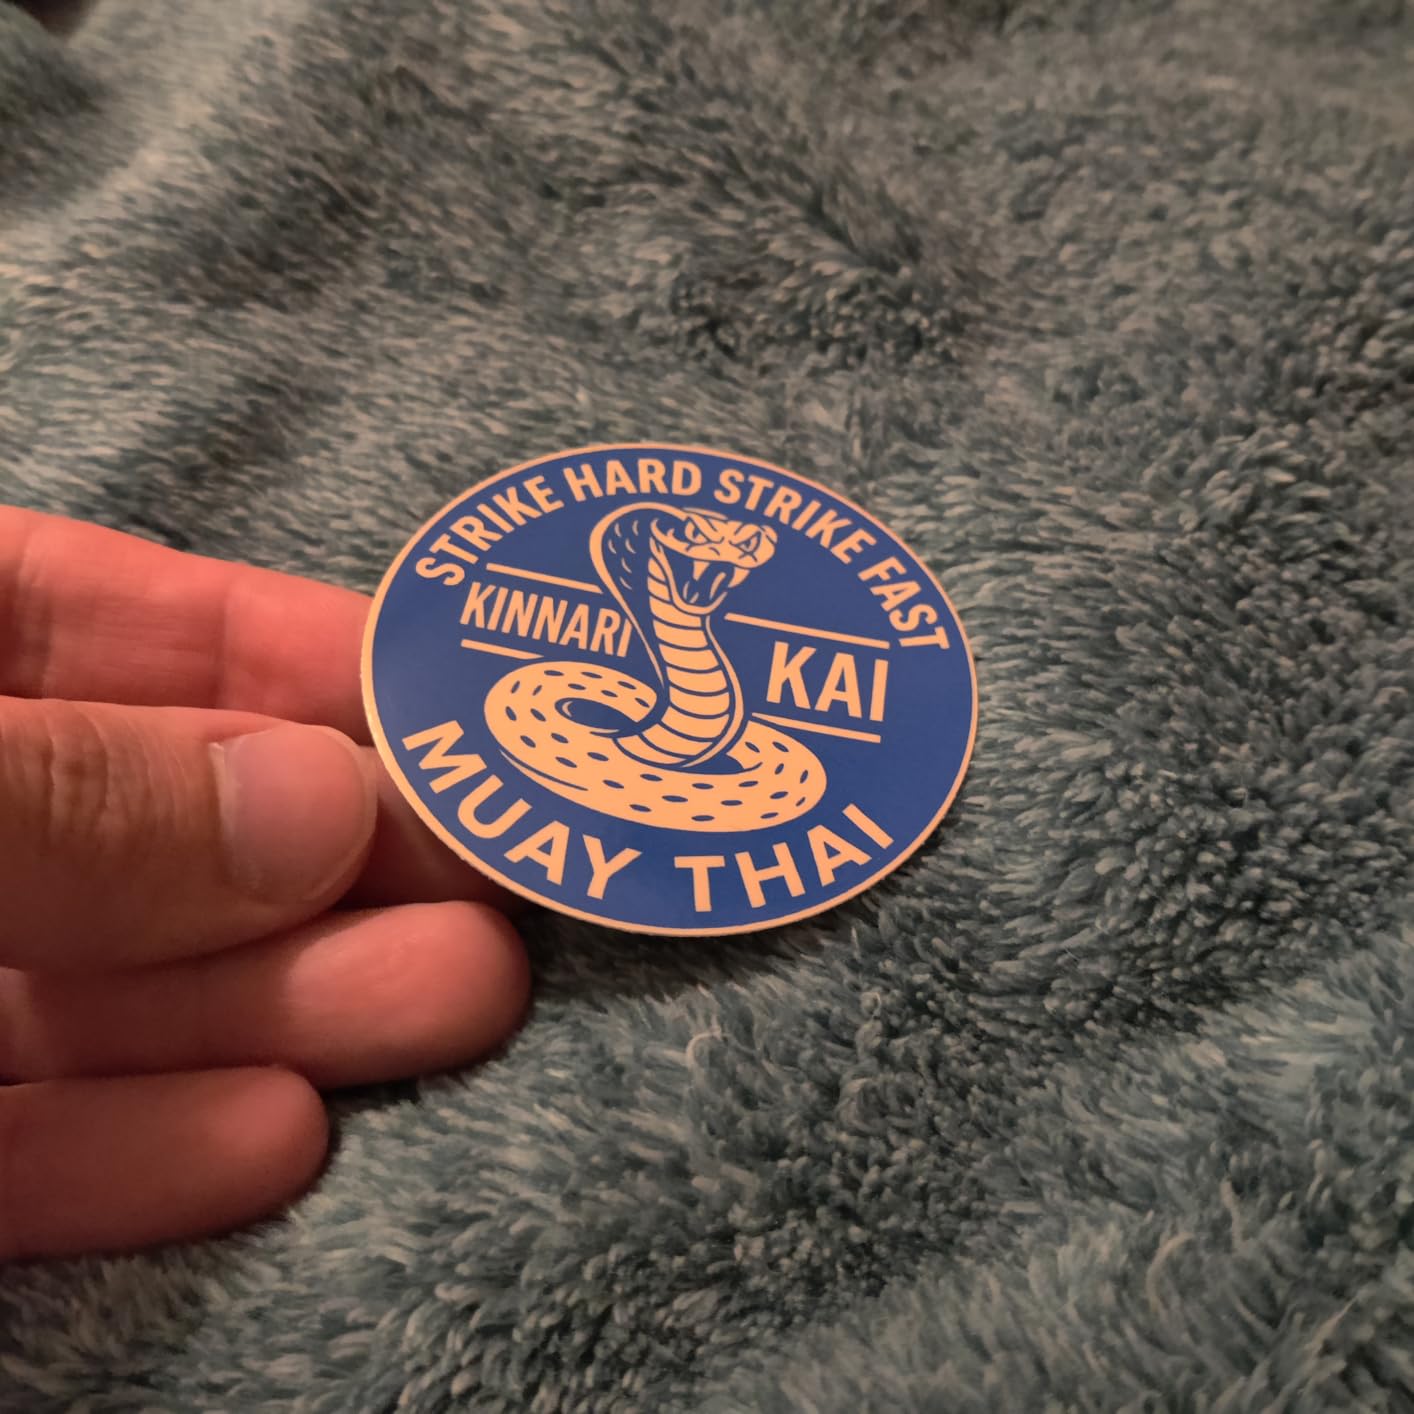 STRIKE HARD STRIKE FAST
KINNARI KAI
MUAY THAI